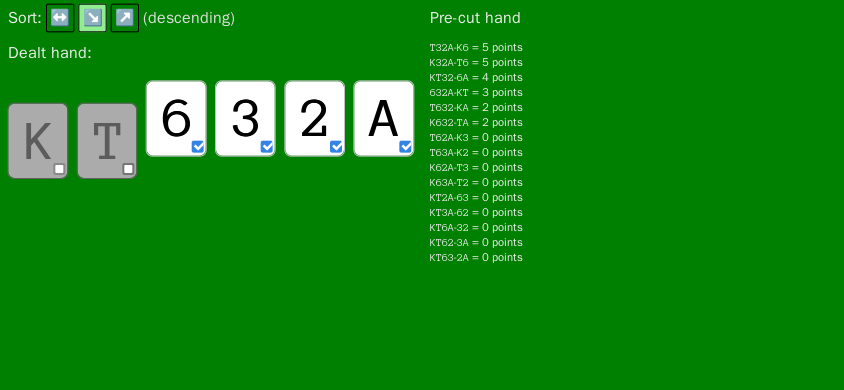 Sort: ↔ ↘ ↗ (descending)
Dealt hand:
K T 6 3 2 A
Pre-cut hand
T32A-K6 = 5 points
K32A-T6 = 5 points
KT32-6A = 4 points
632A-KT = 3 points
T632-KA = 2 points
K632-TA = 2 points
T62A-K3 = 0 points
T63A-K2 = 0 points
K62A-T3 = 0 points
K63A-T2 = 0 points
KT2A-63 = 0 points
KT3A-62 = 0 points
KT6A-32 = 0 points
KT62-3A = 0 points
KT63-2A = 0 points